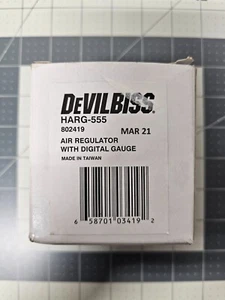 DEVILBISS
HARG-555
802419 MAR 21
AIR REGULATOR
WITH DIGITAL GAUGE
MADE IN TAIWAN
6 58701 03419 2